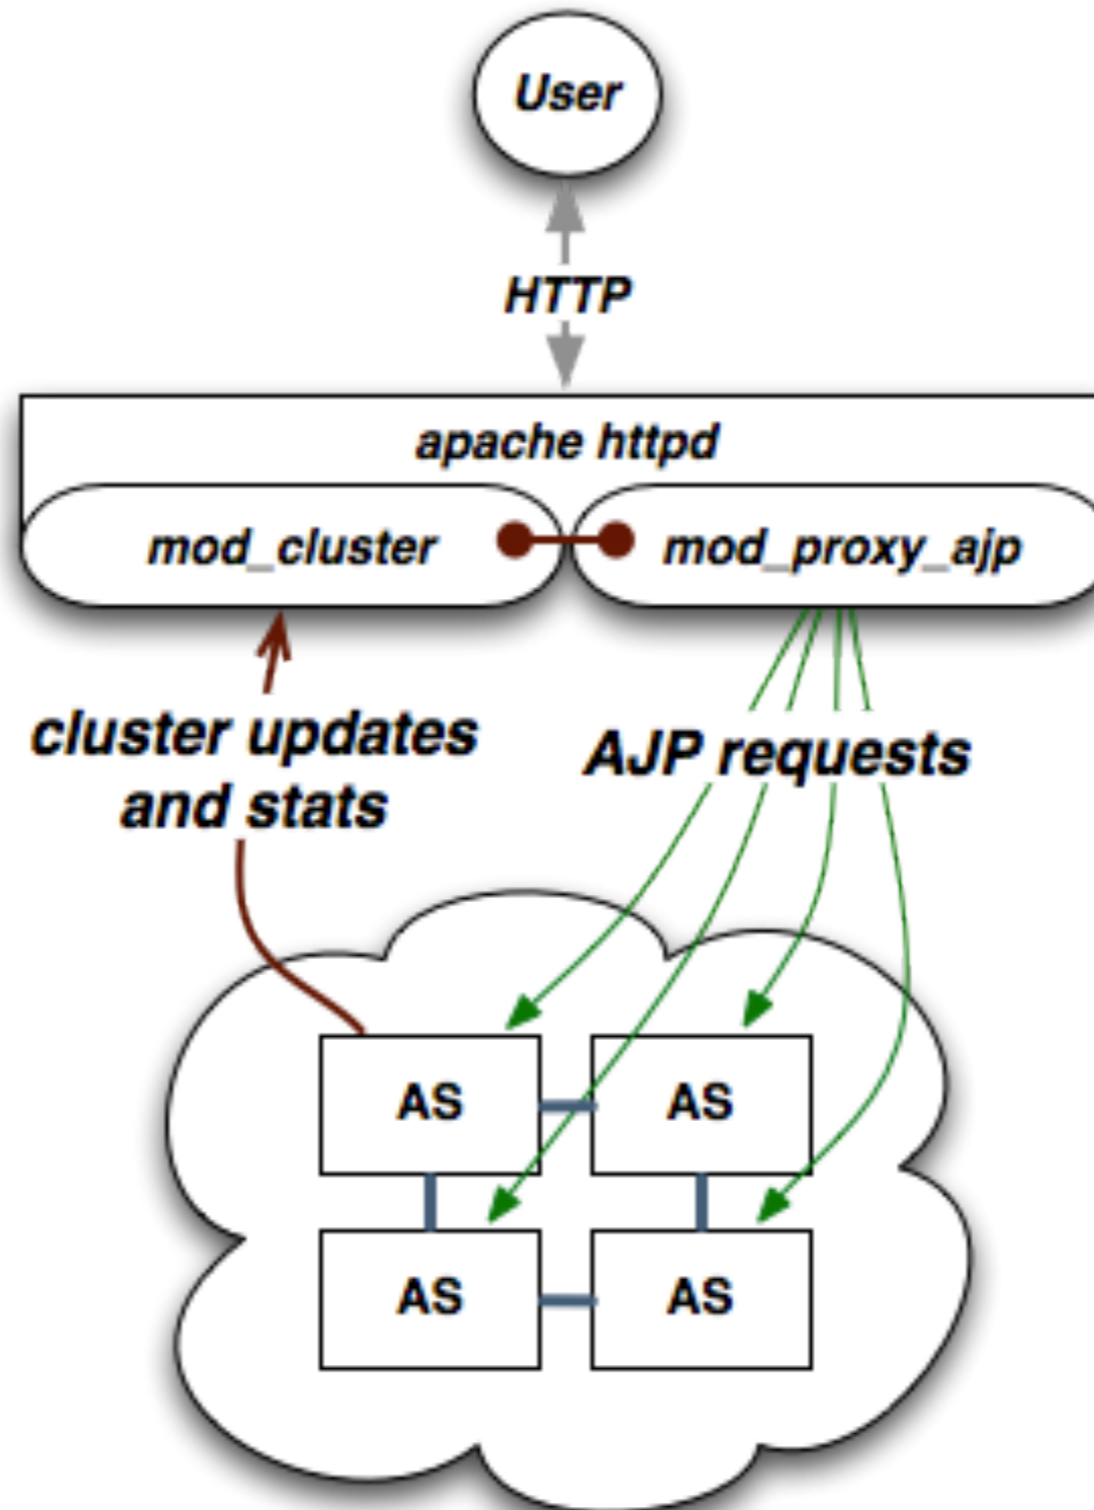 User
HTTP
apache httpd
mod_cluster
mod_proxy_ajp
cluster updates
and stats
AJP requests
AS
AS
AS
AS